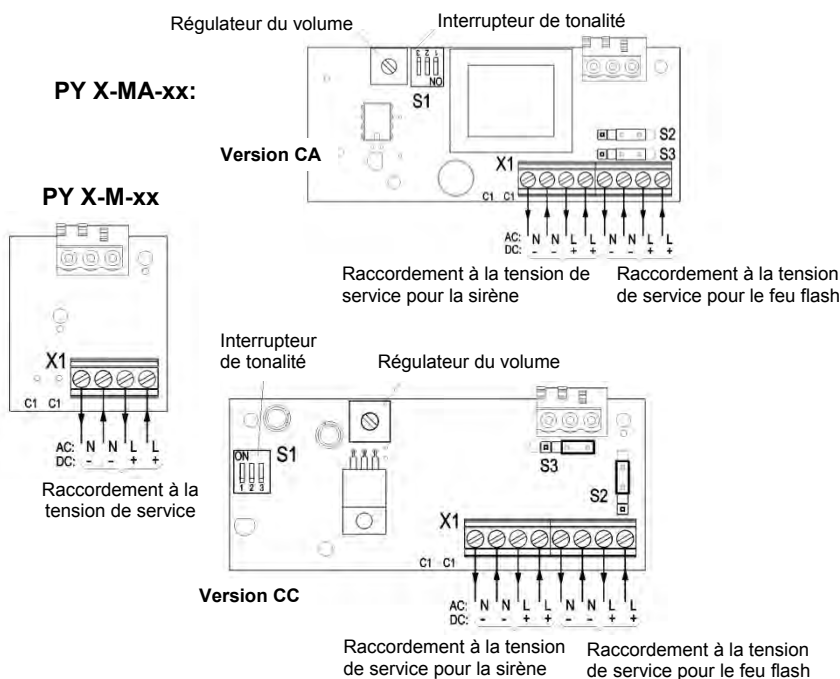 Régulateur du volume
Interrupteur de tonalité
PY X-MA-xx:
3 2 1
NO
S1
Version CA
S2
S3
X1
C1 C1
AC: N N L L N N L L
DC: - - + + - - + +
Raccordement à la tension de
service pour la sirène
Raccordement à la tension
de service pour le feu flash
PY X-M-xx
X1
C1 C1
AC: N N L L
DC: - - + +
Raccordement à la
tension de service
Interrupteur
de tonalité
Régulateur du volume
ON
1 2 3
S1
S3
S2
X1
C1 C1
Version CC
AC: N N L L N N L L
DC: - - + + - - + +
Raccordement à la tension
de service pour la sirène
Raccordement à la tension
de service pour le feu flash